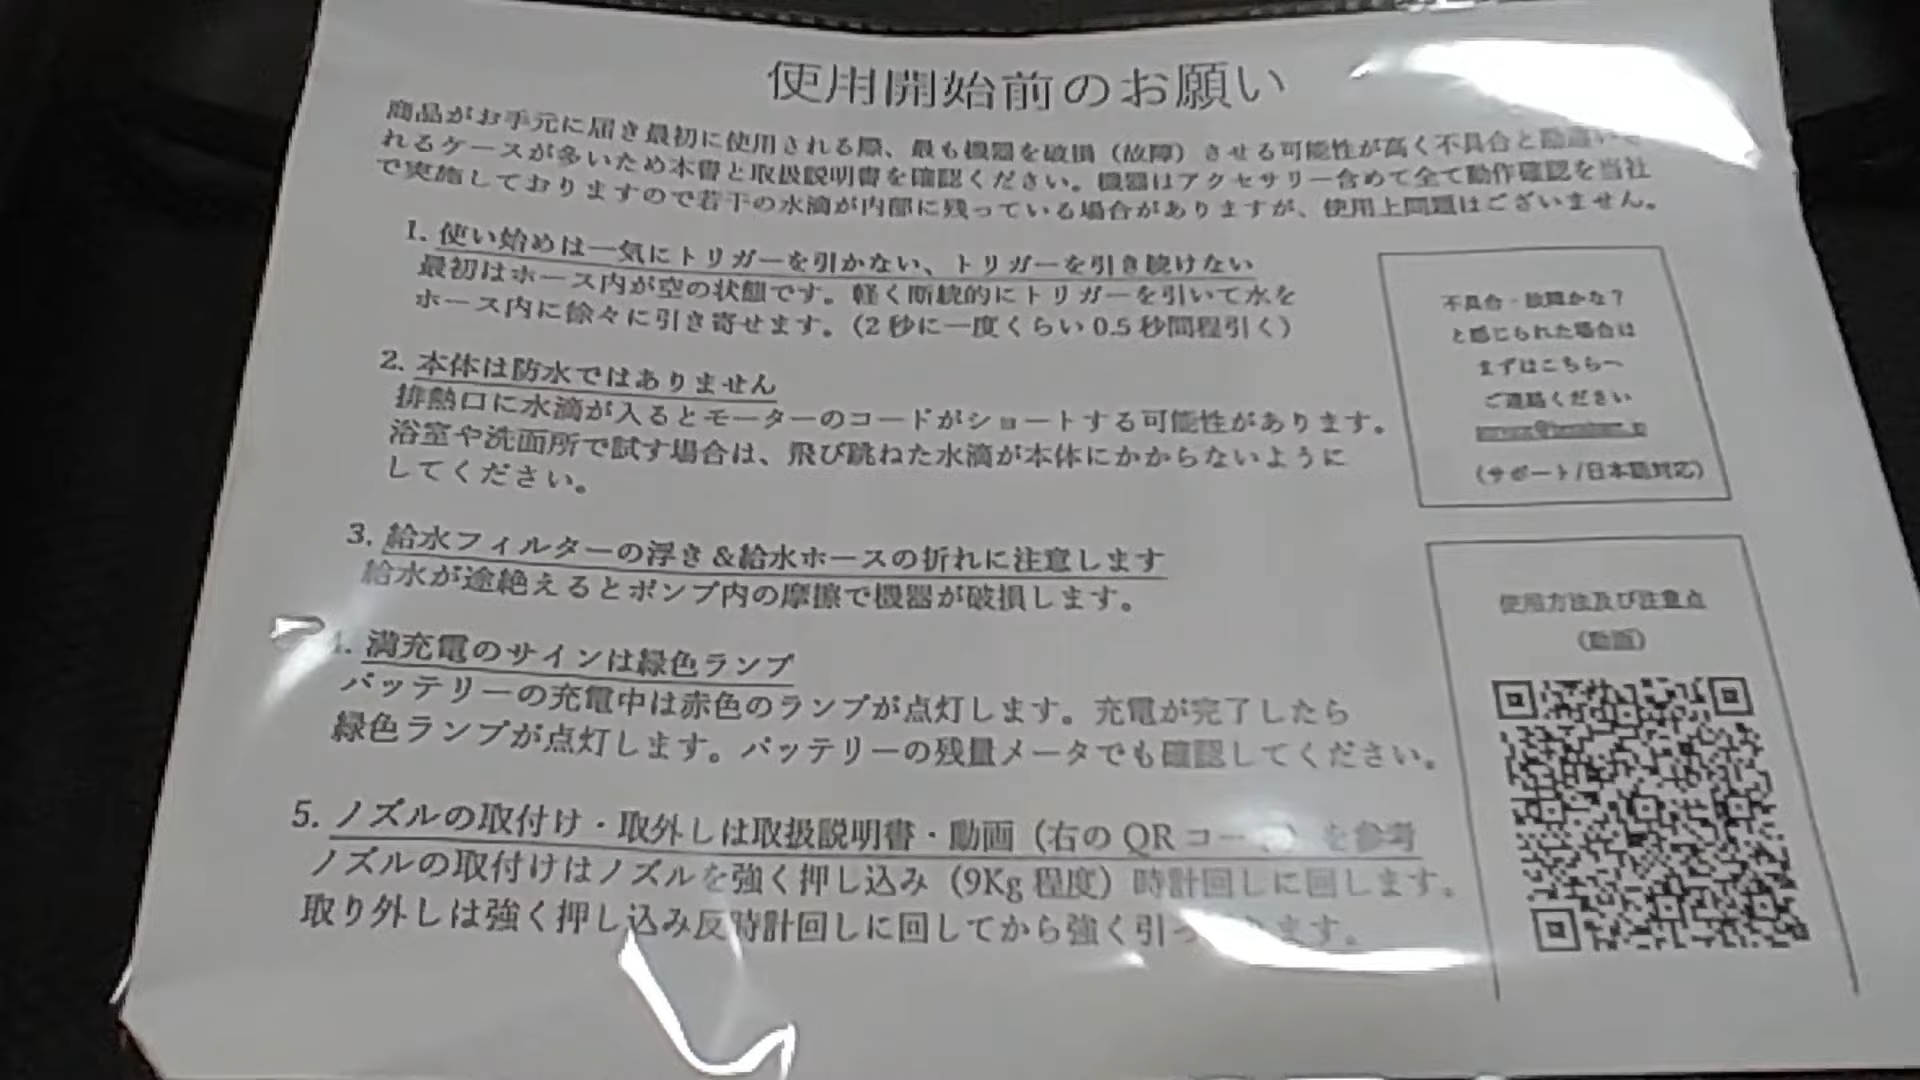 使用開始前のお願い
商品がお手元に届き最初に使用される際、最も機器を破損（故障）させる可能性が高く不具合と勘違いさ
れるケースが多いため本書と取扱説明書を確認ください。機器はアクセサリー含めて全て動作確認を当社
で実施しておりますので若干の水滴が内部に残っている場合がありますが、使用上問題はございません。
1. 使い始めは一気にトリガーを引かない、トリガーを引き続けない
最初はホース内が空の状態です。軽く断続的にトリガーを引いて水を
ホース内に徐々に引き寄せます。（2 秒に一度くらい 0.5 秒間程引く）
2. 本体は防水ではありません
排熱口に水滴が入るとモーターのコードがショートする可能性があります。
浴室や洗面所で試す場合は、飛び跳ねた水滴が本体にかからないように
してください。
3. 給水フィルターの浮き＆給水ホースの折れに注意します
給水が途絶えるとポンプ内の摩擦で機器が破損します。
4. 満充電のサインは緑色ランプ
バッテリーの充電中は赤色のランプが点灯します。充電が完了したら
緑色ランプが点灯します。バッテリーの残量メータでも確認してください。
5. ノズルの取付け・取外しは取扱説明書・動画（右の QR コー）を参考
ノズルの取付けはノズルを強く押し込み（9Kg 程度）時計回しに回します。
取り外しは強く押し込み反時計回しに回してから強く引っ ます。
不具合・故障かな？
と感じられた場合は
まずはこちらへ
ご連絡ください
（サポート/日本語対応）
使用方法及び注意点
（動画）